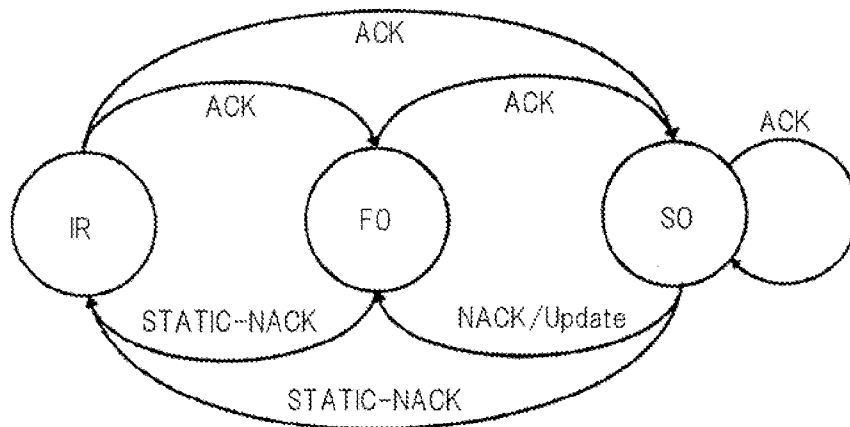 ACK
ACK
ACK
ACK
IR
FO
SO
STATIC-NACK
NACK/Update
STATIC-NACK